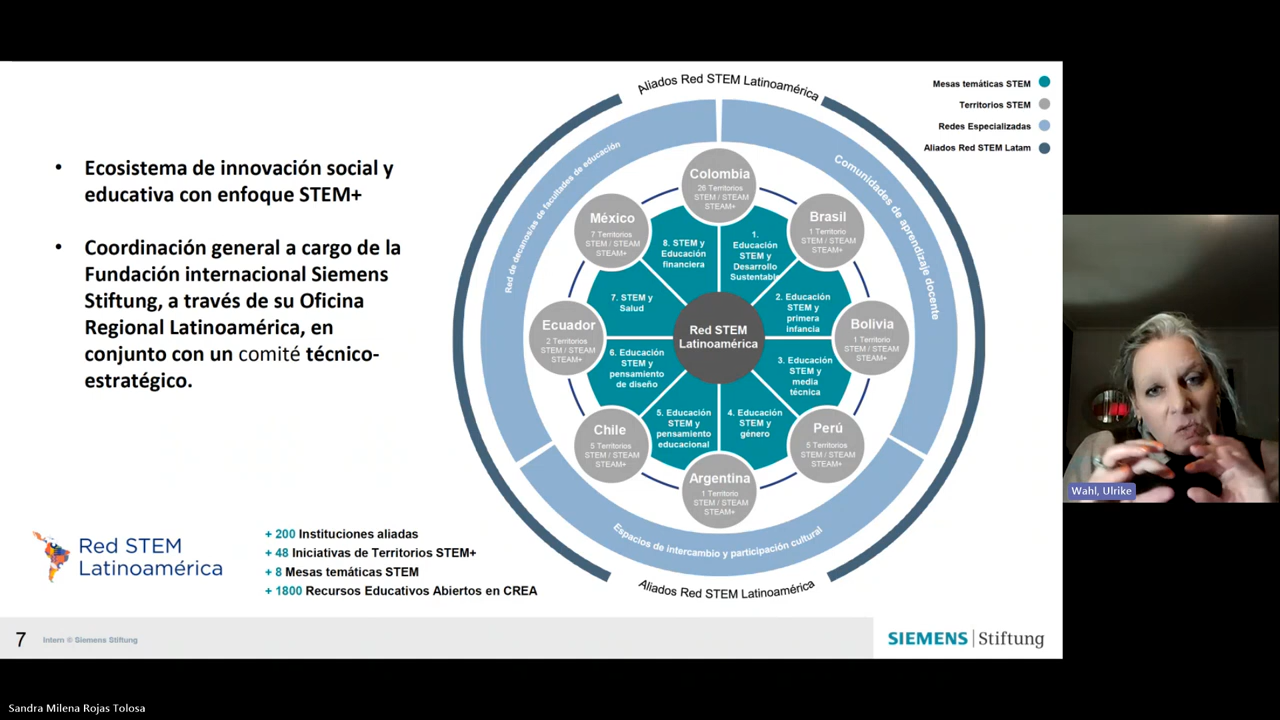 Aliados Red STEM Latinoamérica
Mesas temáticas STEM
Territorios STEM
Redes Especializadas
Aliados Red STEM Latam
• Ecosistema de innovación social y
educativa con enfoque STEM+
• Coordinación general a cargo de la
Fundación internacional Siemens
Stiftung, a través de su Oficina
Regional Latinoamérica, en
conjunto con un comité técnico-
estratégico.
Red de decanos/as de facultades de educación
Comunidades de aprendizaje docente
Espacios de intercambio y participación cultural
Colombia
26 Territorios
STEM / STEAM
STEAM+
Brasil
1 Territorio
STEM / STEAM
STEAM+
Bolivia
1 Territorio
STEM / STEAM
STEAM+
Perú
5 Territorios
STEM / STEAM
STEAM+
Argentina
1 Territorio
STEM / STEAM
STEAM+
Chile
5 Territorios
STEM / STEAM
STEAM+
Ecuador
2 Territorios
STEM / STEAM
STEAM+
México
7 Territorios
STEM / STEAM
STEAM+
1.
Educación
STEM y
Desarrollo
Sustentable
2. Educación
STEM y
primera
infancia
3. Educación
STEM y
media
técnica
4. Educación
STEM y
género
5. Educación
STEM y
pensamiento
educacional
6. Educación
STEM y
pensamiento
de diseño
7. STEM y
Salud
8. STEM y
Educación
financiera
Red STEM
Latinoamérica
Aliados Red STEM Latinoamérica
Red STEM
Latinoamérica
+ 200 Instituciones aliadas
+ 48 Iniciativas de Territorios STEM+
+ 8 Mesas temáticas STEM
+ 1800 Recursos Educativos Abiertos en CREA
7
Intern © Siemens Stiftung
SIEMENS | Stiftung
Wahl, Ulrike
Sandra Milena Rojas Tolosa